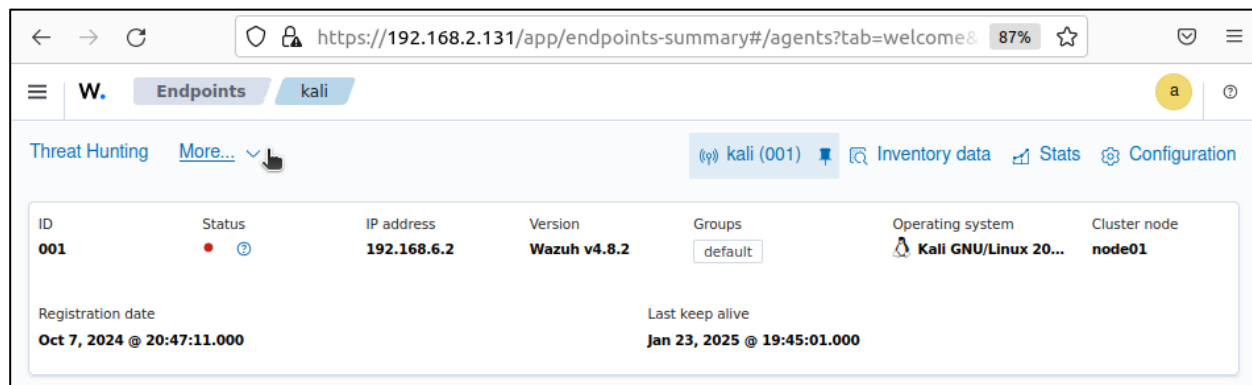 https://192.168.2.131/app/endpoints-summary#/agents?tab=welcome& 87%
W. Endpoints kali a
Threat Hunting More... kali (001) Inventory data Stats Configuration
ID Status IP address Version Groups Operating system Cluster node
001 192.168.6.2 Wazuh v4.8.2 default Kali GNU/Linux 20... node01
Registration date Last keep alive
Oct 7, 2024 @ 20:47:11.000 Jan 23, 2025 @ 19:45:01.000